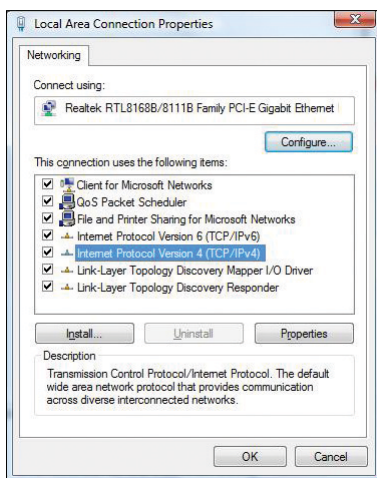 Local Area Connection Properties
Networking
Connect using:
Realtek RTL8168B/8111B Family PCI-E Gigabit Ethernet
Configure...
This connection uses the following items:
Client for Microsoft Networks
QoS Packet Scheduler
File and Printer Sharing for Microsoft Networks
Internet Protocol Version 6 (TCP/IPv6)
Internet Protocol Version 4 (TCP/IPv4)
Link-Layer Topology Discovery Mapper I/O Driver
Link-Layer Topology Discovery Responder
Install...
Uninstall
Properties
Description
Transmission Control Protocol/Internet Protocol. The default
wide area network protocol that provides communication
across diverse interconnected networks.
OK
Cancel